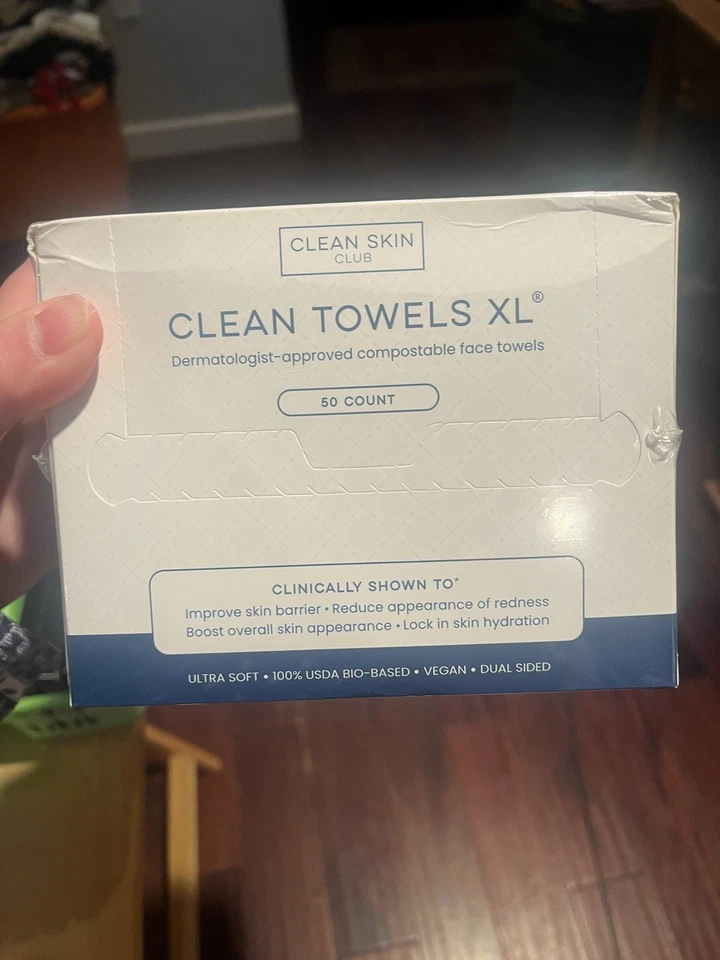 CLEAN SKIN
CLUB
CLEAN TOWELS XL®
Dermatologist-approved compostable face towels
50 COUNT
CLINICALLY SHOWN TO*
Improve skin barrier • Reduce appearance of redness
Boost overall skin appearance • Lock in skin hydration
ULTRA SOFT • 100% USDA BIO-BASED • VEGAN • DUAL SIDED